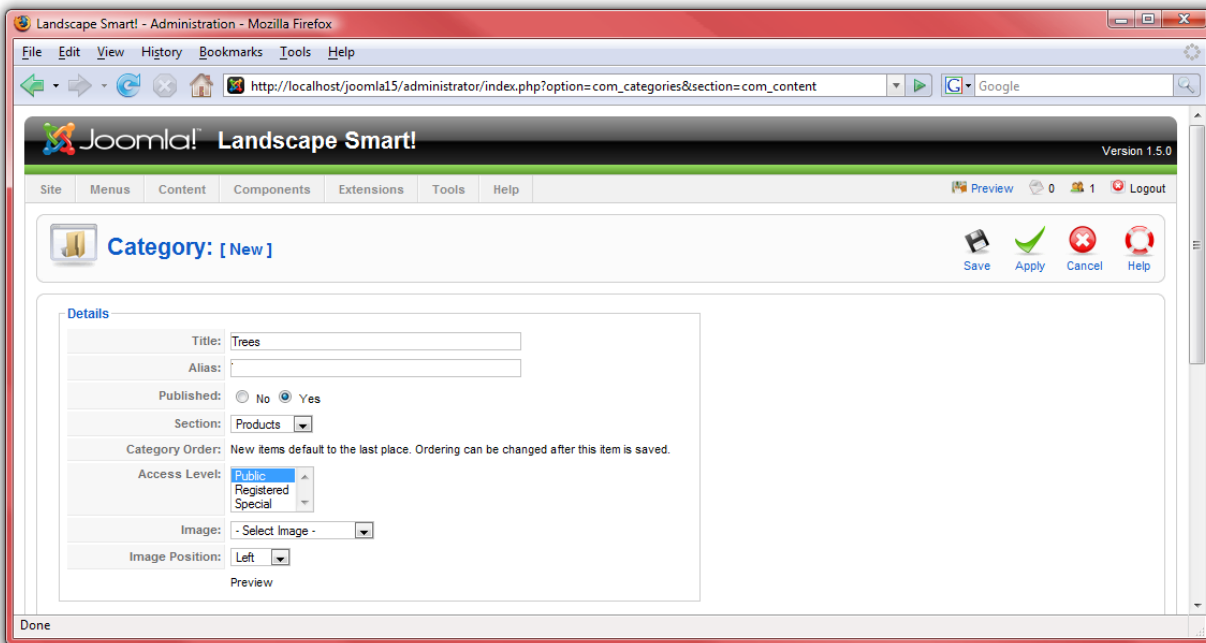 Landscape Smart! - Administration - Mozilla Firefox
File Edit View History Bookmarks Tools Help
http://localhost/joomla15/administrator/index.php?option=com_categories&section=com_content
G Google
Joomla! Landscape Smart!
Version 1.5.0
Site Menus Content Components Extensions Tools Help Preview 0 1 Logout
Category: [ New ]
Save Apply Cancel Help
Details
Title: Trees
Alias:
Published: No Yes
Section: Products
Category Order: New items default to the last place. Ordering can be changed after this item is saved.
Access Level: Public
Registered
Special
Image: - Select Image -
Image Position: Left
Preview
Done